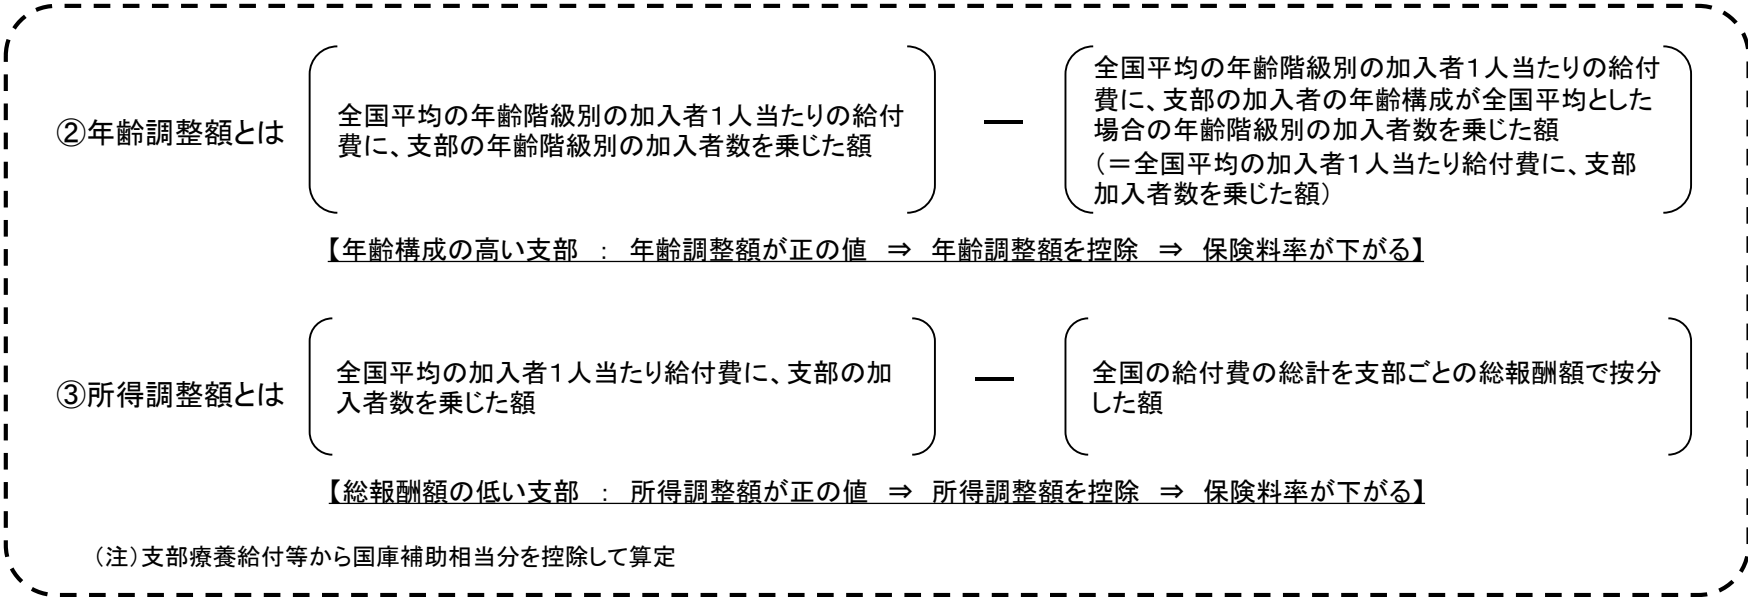 ②年齢調整額とは
全国平均の年齢階級別の加入者1人当たりの給付
費に、支部の年齢階級別の加入者数を乗じた額
―
全国平均の年齢階級別の加入者1人当たりの給付
費に、支部の加入者の年齢構成が全国平均とした
場合の年齢階級別の加入者数を乗じた額
（＝全国平均の加入者1人当たり給付費に、支部
加入者数を乗じた額）
【年齢構成の高い支部　：　年齢調整額が正の値　⇒　年齢調整額を控除　⇒　保険料率が下がる】
③所得調整額とは
全国平均の加入者1人当たり給付費に、支部の加
入者数を乗じた額
―
全国の給付費の総計を支部ごとの総報酬額で按分
した額
【総報酬額の低い支部　：　所得調整額が正の値　⇒　所得調整額を控除　⇒　保険料率が下がる】
（注）支部療養給付等から国庫補助相当分を控除して算定